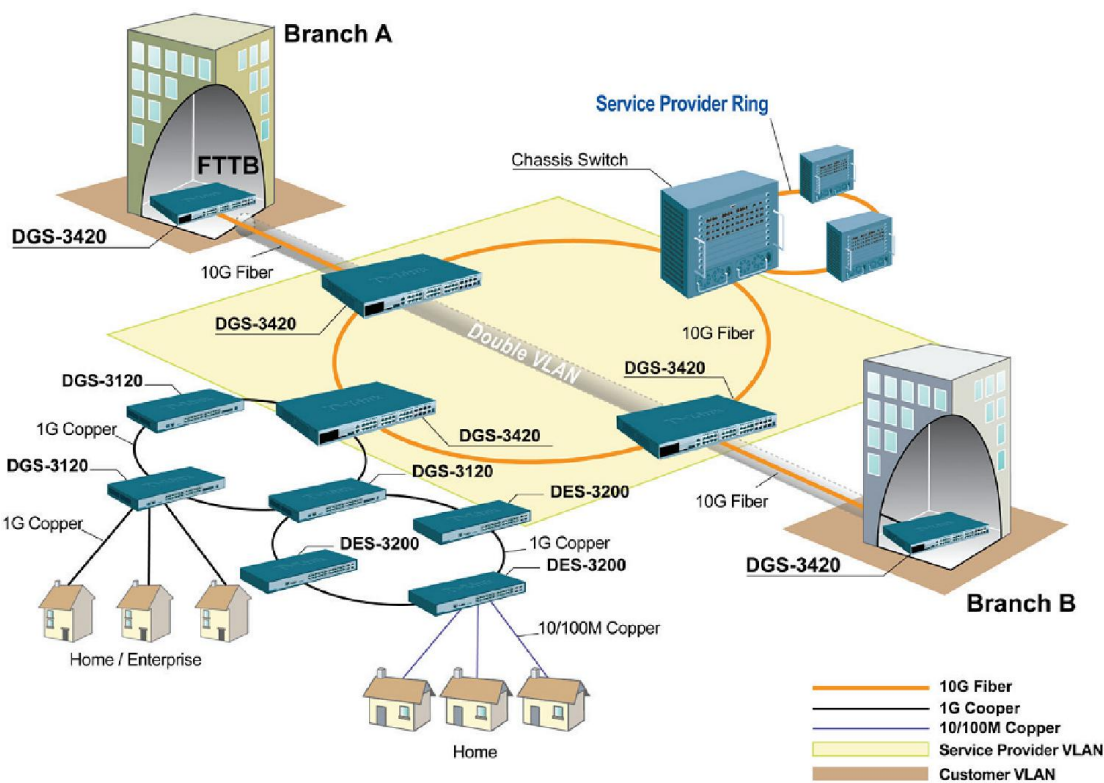 Branch A
Service Provider Ring
Chassis Switch
FTTB
DGS-3420
10G Fiber
DGS-3420
Double VLAN
10G Fiber
DGS-3420
DGS-3120
1G Copper
DGS-3420
DGS-3120
DGS-3120
10G Fiber
DES-3200
1G Copper
DES-3200
1G Copper
DES-3200
DGS-3420
Branch B
10/100M Copper
Home / Enterprise
Home
10G Fiber
1G Cooper
10/100M Copper
Service Provider VLAN
Customer VLAN